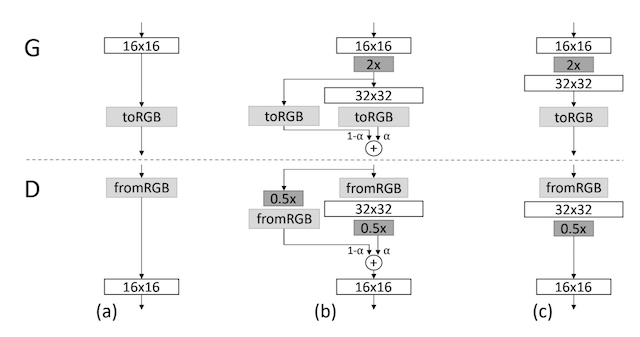 G
16x16
toRGB
16x16
2x
32x32
toRGB
toRGB
1-α
α
+
16x16
2x
32x32
toRGB
D
fromRGB
16x16
(a)
fromRGB
0.5x
32x32
fromRGB
0.5x
1-α
α
+
16x16
(b)
fromRGB
32x32
0.5x
16x16
(c)